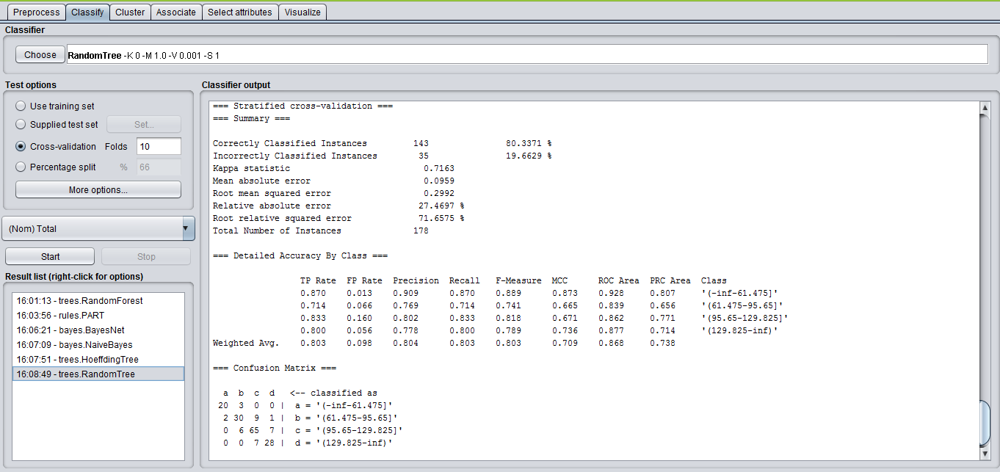 Preprocess Classify Cluster Associate Select attributes Visualize
Classifier
Choose RandomTree -K 0 -M 1.0 -V 0.001 -S 1
Test options
Use training set
Supplied test set Set...
Cross-validation Folds 10
Percentage split % 66
More options...
(Nom) Total
Start Stop
Result list (right-click for options)
16:01:13 - trees.RandomForest
16:03:56 - rules.PART
16:06:21 - bayes.BayesNet
16:07:09 - bayes.NaiveBayes
16:07:51 - trees.HoeffdingTree
16:08:49 - trees.RandomTree
Classifier output
=== Stratified cross-validation ===
=== Summary ===
Correctly Classified Instances 143 80.3371 %
Incorrectly Classified Instances 35 19.6629 %
Kappa statistic 0.7163
Mean absolute error 0.0959
Root mean squared error 0.2992
Relative absolute error 27.4697 %
Root relative squared error 71.6575 %
Total Number of Instances 178
=== Detailed Accuracy By Class ===
TP Rate FP Rate Precision Recall F-Measure MCC ROC Area PRC Area Class
0.870 0.013 0.909 0.870 0.889 0.873 0.928 0.807 '(-inf-61.475]'
0.714 0.066 0.769 0.714 0.741 0.665 0.839 0.656 '(61.475-95.65]'
0.833 0.160 0.802 0.833 0.818 0.671 0.862 0.771 '(95.65-129.825]'
0.800 0.056 0.778 0.800 0.789 0.736 0.877 0.714 '(129.825-inf)'
Weighted Avg. 0.803 0.098 0.804 0.803 0.803 0.709 0.868 0.738
=== Confusion Matrix ===
a b c d <-- classified as
20 3 0 0 | a = '(-inf-61.475]'
2 30 9 1 | b = '(61.475-95.65]'
0 6 65 7 | c = '(95.65-129.825]'
0 0 7 28 | d = '(129.825-inf)'